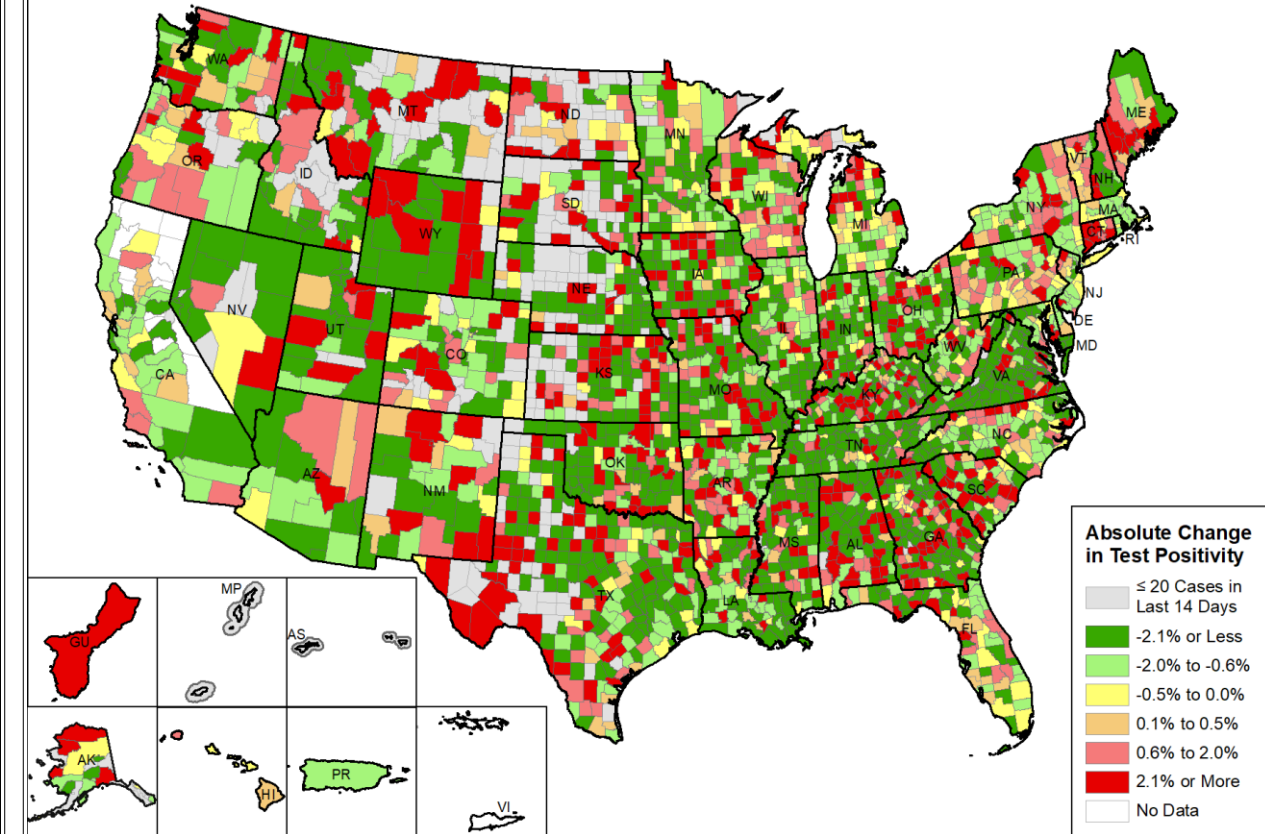 WA
MT
ND
MN
ME
OR
ID
SD
WI
VT
NH
NY
MA
CT
RI
MI
WY
IA
PA
NJ
NE
NV
UT
CO
IL
IN
OH
DE
MD
WV
CA
KS
MO
KY
VA
AZ
NM
OK
AR
TN
NC
SC
MS
AL
GA
TX
LA
FL
MP
GU
AS
AK
HI
PR
VI
Absolute Change
in Test Positivity
≤ 20 Cases in
Last 14 Days
-2.1% or Less
-2.0% to -0.6%
-0.5% to 0.0%
0.1% to 0.5%
0.6% to 2.0%
2.1% or More
No Data